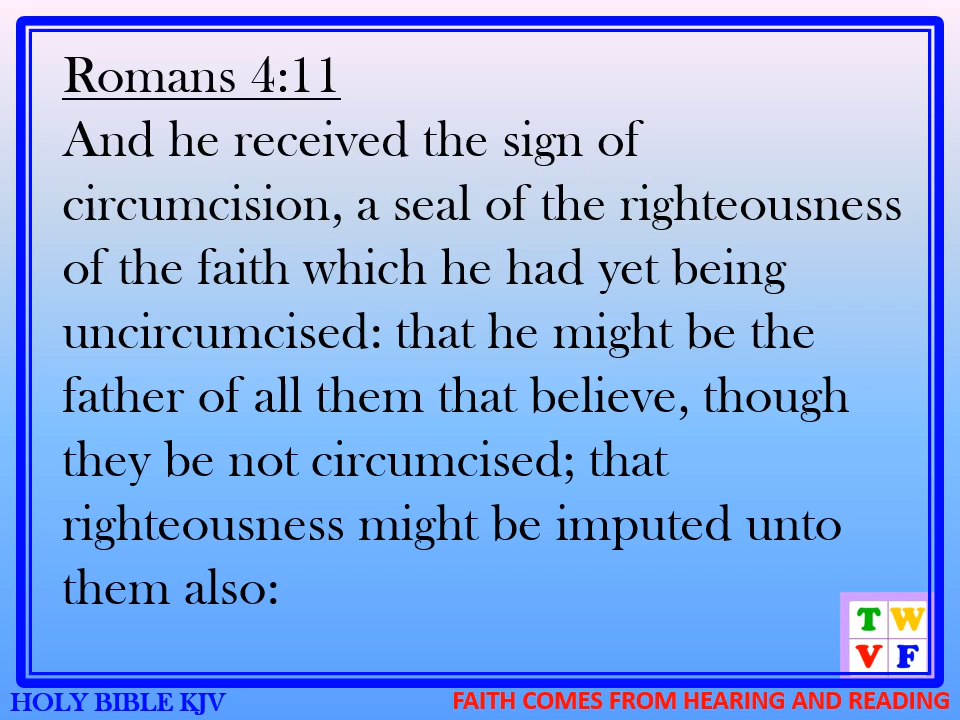 Romans 4:11
And he received the sign of
circumcision, a seal of the righteousness
of the faith which he had yet being
uncircumcised: that he might be the
father of all them that believe, though
they be not circumcised; that
righteousness might be imputed unto
them also:
T W
V F
HOLY BIBLE KJV
FAITH COMES FROM HEARING AND READING